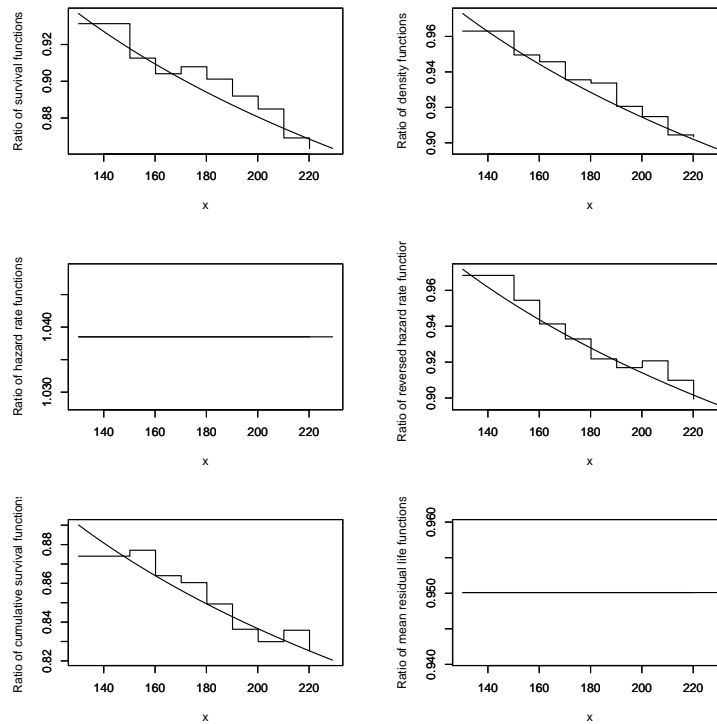 Ratio of survival functions
0.88 0.90 0.92
140 160 180 200 220
x
Ratio of density functions
0.90 0.92 0.94 0.96
140 160 180 200 220
x
Ratio of hazard rate functions
1.030 1.040
140 160 180 200 220
x
Ratio of reversed hazard rate function
0.90 0.92 0.94 0.96
140 160 180 200 220
x
Ratio of cumulative survival functions
0.82 0.84 0.86 0.88
140 160 180 200 220
x
Ratio of mean residual life functions
0.940 0.950 0.960
140 160 180 200 220
x